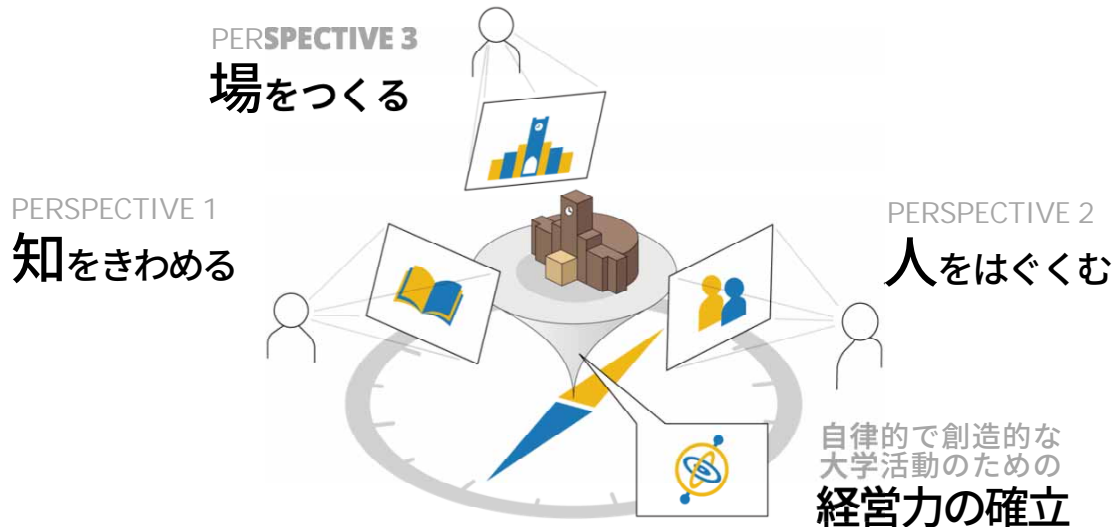 PERSPECTIVE 3
場をつくる
PERSPECTIVE 1
知をきわめる
PERSPECTIVE 2
人をはぐくむ
自律的で創造的な
大学活動のための
経営力の確立